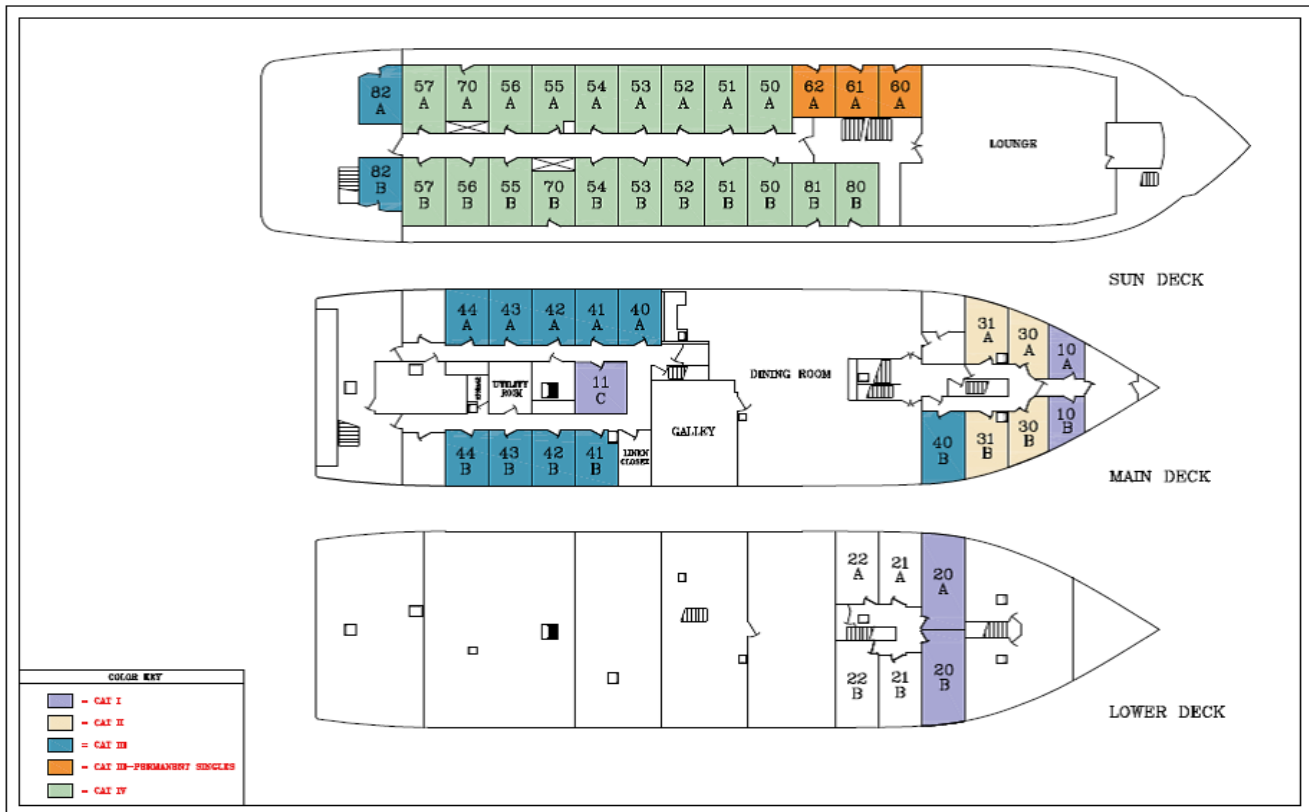 82 A
57 A
70 A
56 A
55 A
54 A
53 A
52 A
51 A
50 A
62 A
61 A
60 A
LOUNGE
82 B
57 B
56 B
55 B
70 B
54 B
53 B
52 B
51 B
50 B
81 B
80 B
SUN DECK
44 A
43 A
42 A
41 A
40 A
31 A
30 A
10 A
UTILITY
ROOM
11 C
DINING ROOM
GALLEY
44 B
43 B
42 B
41 B
LINEN
CLOSET
40 B
31 B
30 B
10 B
MAIN DECK
22 A
21 A
20 A
22 B
21 B
20 B
LOWER DECK
COLOR KEY
= CAT I
= CAT II
= CAT III
= CAT III-PERMANENT SINGLES
= CAT IV